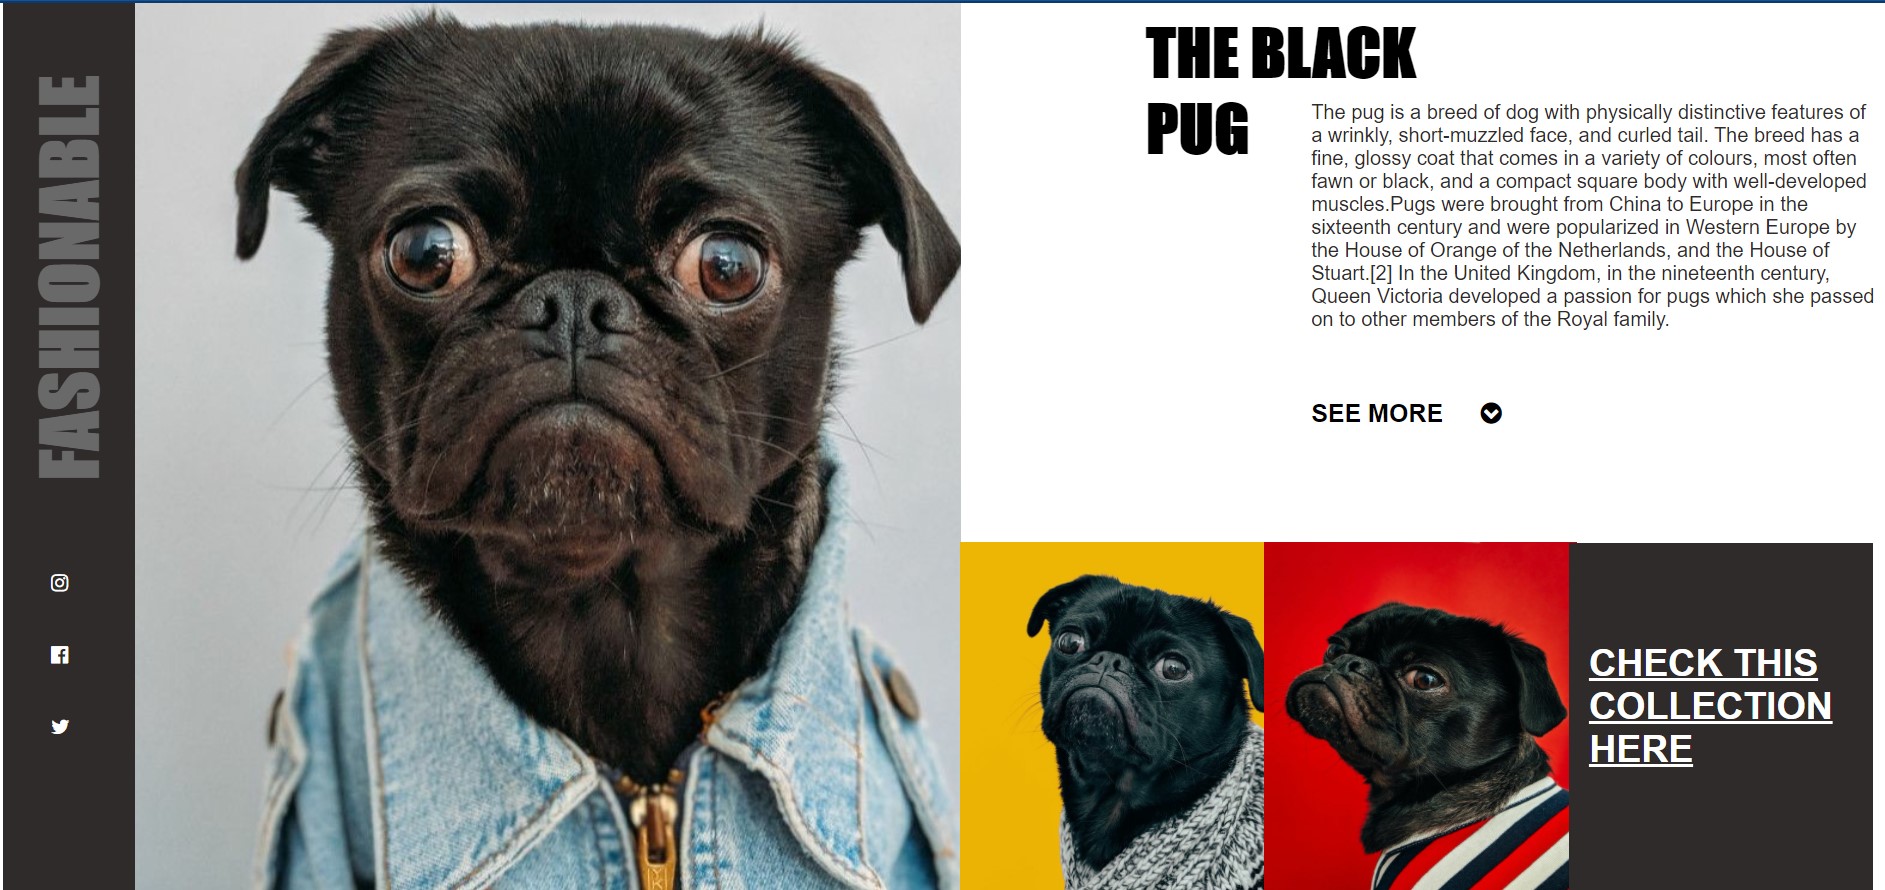 FASHIONABLE
THE BLACK
PUG
The pug is a breed of dog with physically distinctive features of
a wrinkly, short-muzzled face, and curled tail. The breed has a
fine, glossy coat that comes in a variety of colours, most often
fawn or black, and a compact square body with well-developed
muscles.Pugs were brought from China to Europe in the
sixteenth century and were popularized in Western Europe by
the House of Orange of the Netherlands, and the House of
Stuart.[2] In the United Kingdom, in the nineteenth century,
Queen Victoria developed a passion for pugs which she passed
on to other members of the Royal family.
SEE MORE
CHECK THIS
COLLECTION
HERE